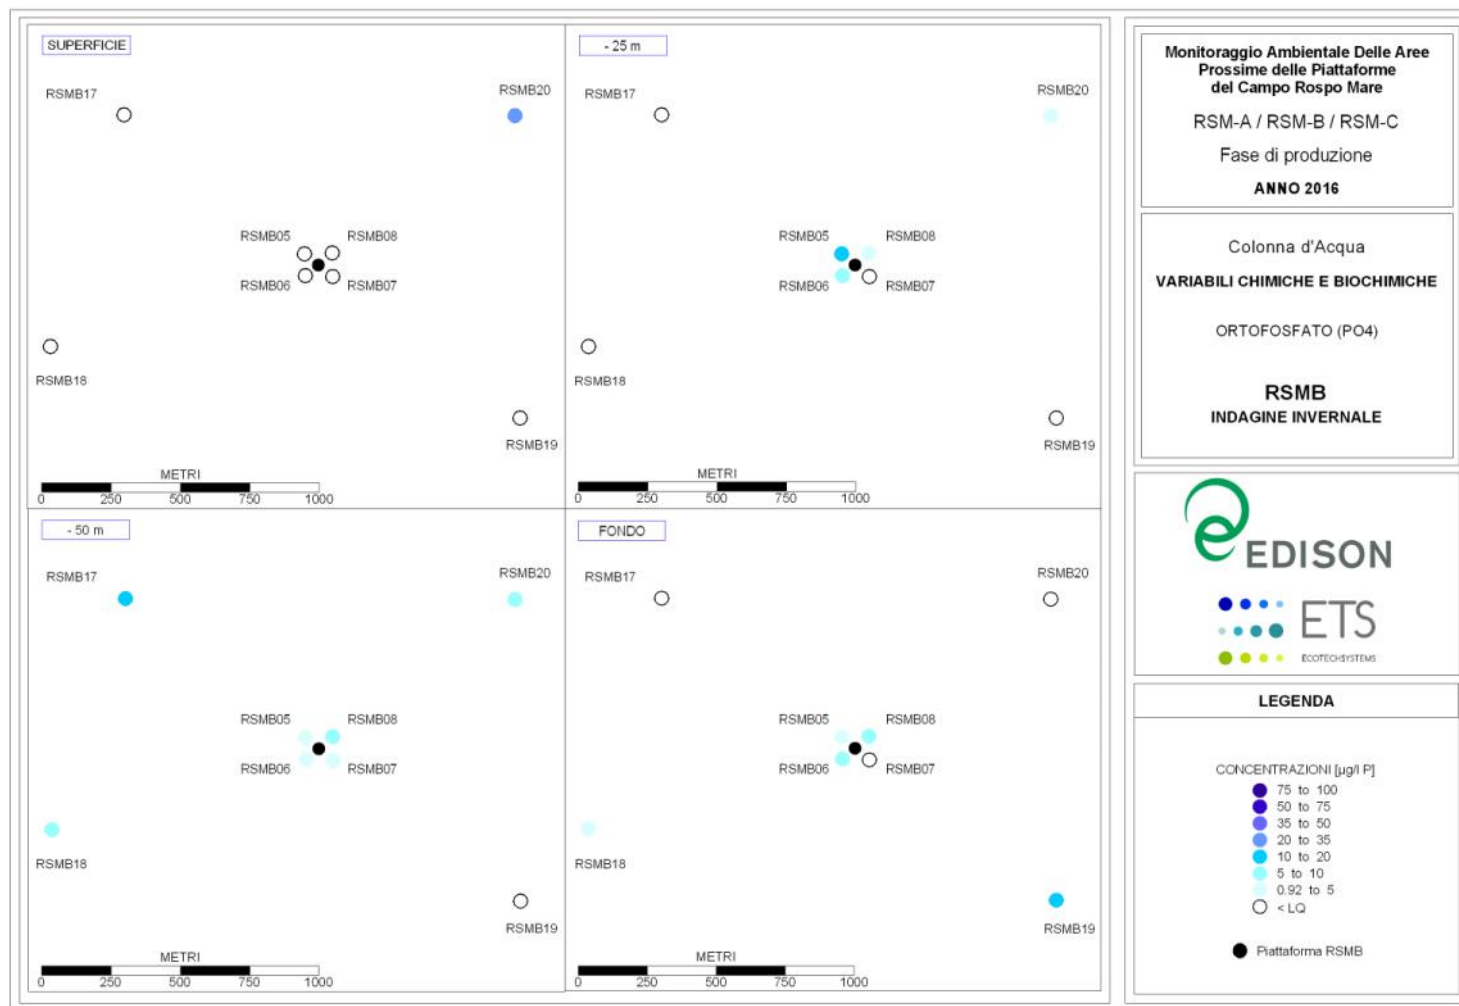 SUPERFICIE
RSMB17
RSMB20
RSMB05
RSMB08
RSMB06
RSMB07
RSMB18
RSMB19
METRI
0 250 500 750 1000
- 25 m
RSMB17
RSMB20
RSMB05
RSMB08
RSMB06
RSMB07
RSMB18
RSMB19
METRI
0 250 500 750 1000
- 50 m
RSMB17
RSMB20
RSMB05
RSMB08
RSMB06
RSMB07
RSMB18
RSMB19
METRI
0 250 500 750 1000
FONDO
RSMB17
RSMB20
RSMB05
RSMB08
RSMB06
RSMB07
RSMB18
RSMB19
METRI
0 250 500 750 1000
Monitoraggio Ambientale Delle Aree
Prossime delle Piattaforme
del Campo Rospo Mare
RSM-A / RSM-B / RSM-C
Fase di produzione
ANNO 2016
Colonna d'Acqua
VARIABILI CHIMICHE E BIOCHIMICHE
ORTOFOSFATO (PO4)
RSMB
INDAGINE INVERNALE
EDISON
ETS
ECOTECHSYSTEMS
LEGENDA
CONCENTRAZIONI [µg/l P]
75 to 100
50 to 75
35 to 50
20 to 35
10 to 20
5 to 10
0.92 to 5
< LQ
Piattaforma RSMB